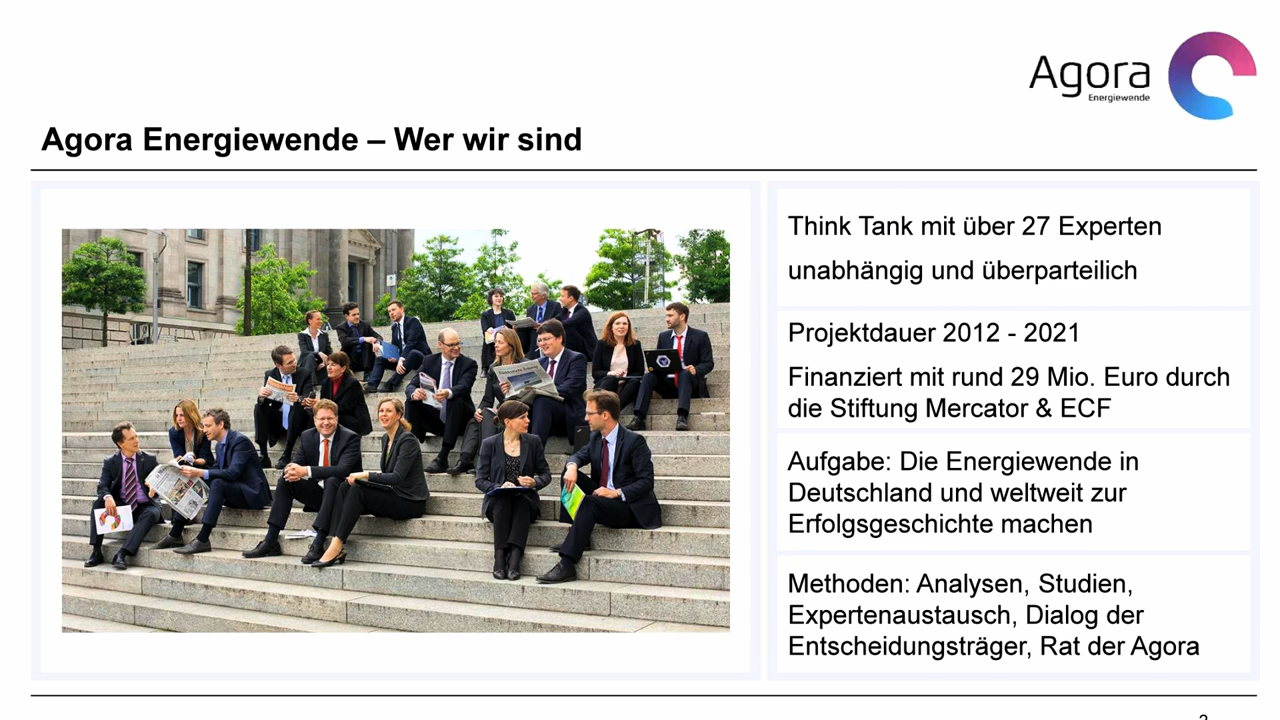 Agora
Energiewende
Agora Energiewende – Wer wir sind
Think Tank mit über 27 Experten
unabhängig und überparteilich
Projektdauer 2012 - 2021
Finanziert mit rund 29 Mio. Euro durch
die Stiftung Mercator & ECF
Aufgabe: Die Energiewende in
Deutschland und weltweit zur
Erfolgsgeschichte machen
Methoden: Analysen, Studien,
Expertenaustausch, Dialog der
Entscheidungsträger, Rat der Agora